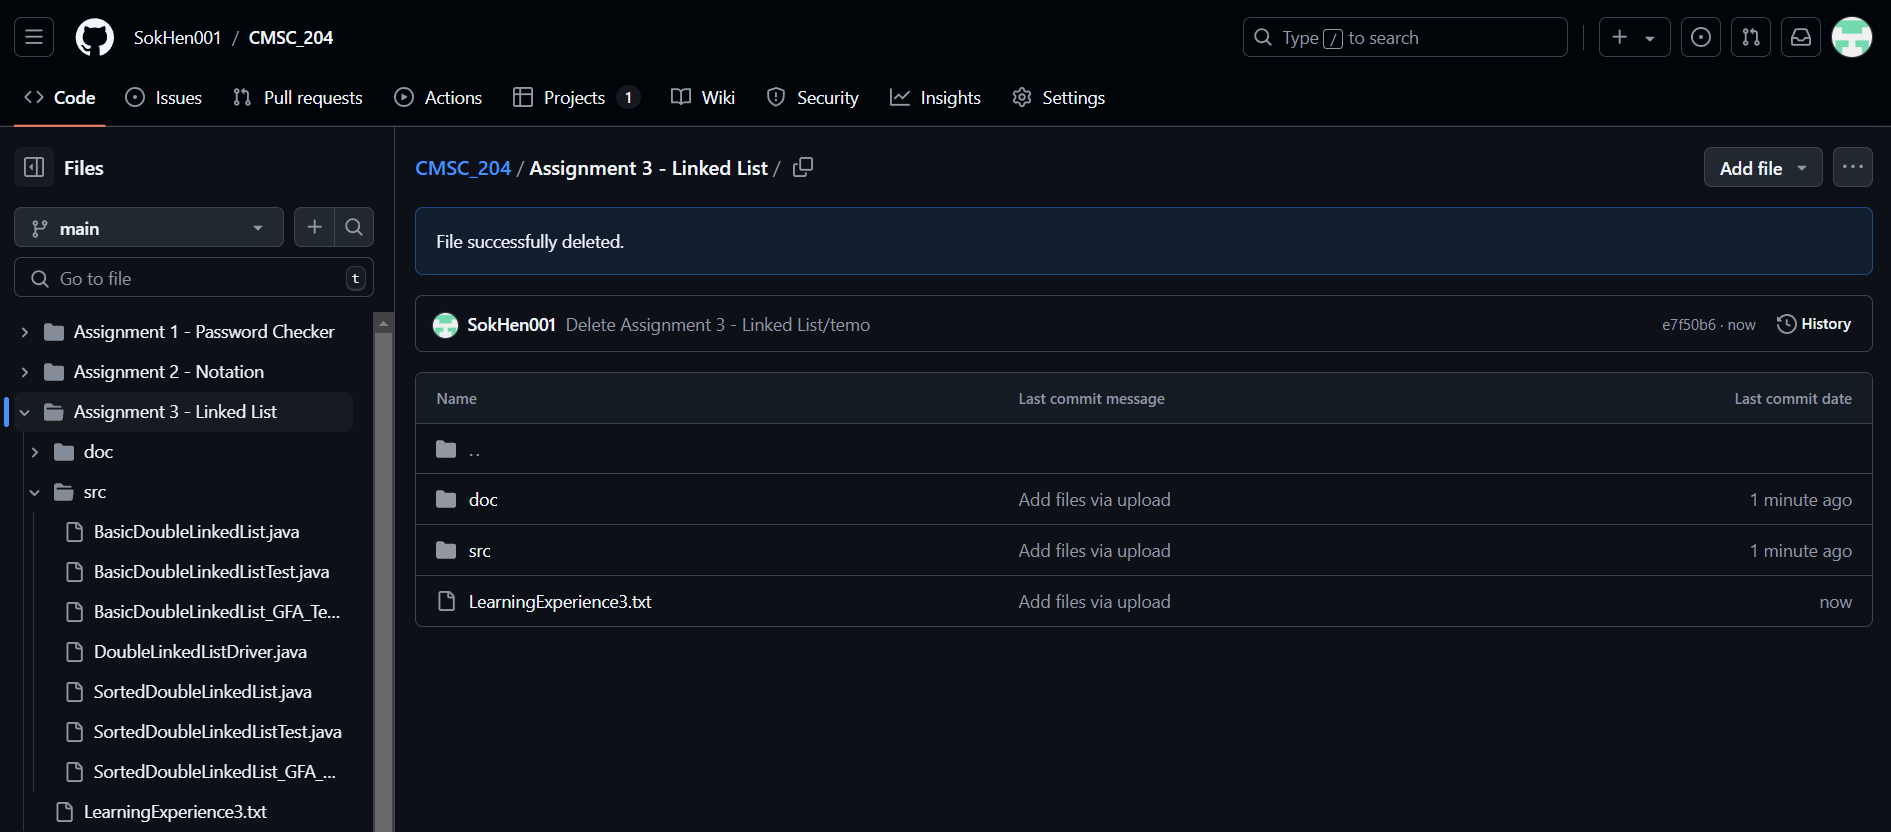 SokHen001 / CMSC_204
Type / to search
Code Issues Pull requests Actions Projects 1 Wiki Security Insights Settings
Files
main
Go to file t
Assignment 1 - Password Checker
Assignment 2 - Notation
Assignment 3 - Linked List
doc
src
BasicDoubleLinkedList.java
BasicDoubleLinkedListTest.java
BasicDoubleLinkedList_GFA_Te...
DoubleLinkedListDriver.java
SortedDoubleLinkedList.java
SortedDoubleLinkedListTest.java
SortedDoubleLinkedList_GFA_...
LearningExperience3.txt
CMSC_204 / Assignment 3 - Linked List /
Add file
File successfully deleted.
SokHen001 Delete Assignment 3 - Linked List/temo e7f50b6 · now History
Name Last commit message Last commit date
..
doc Add files via upload 1 minute ago
src Add files via upload 1 minute ago
LearningExperience3.txt Add files via upload now